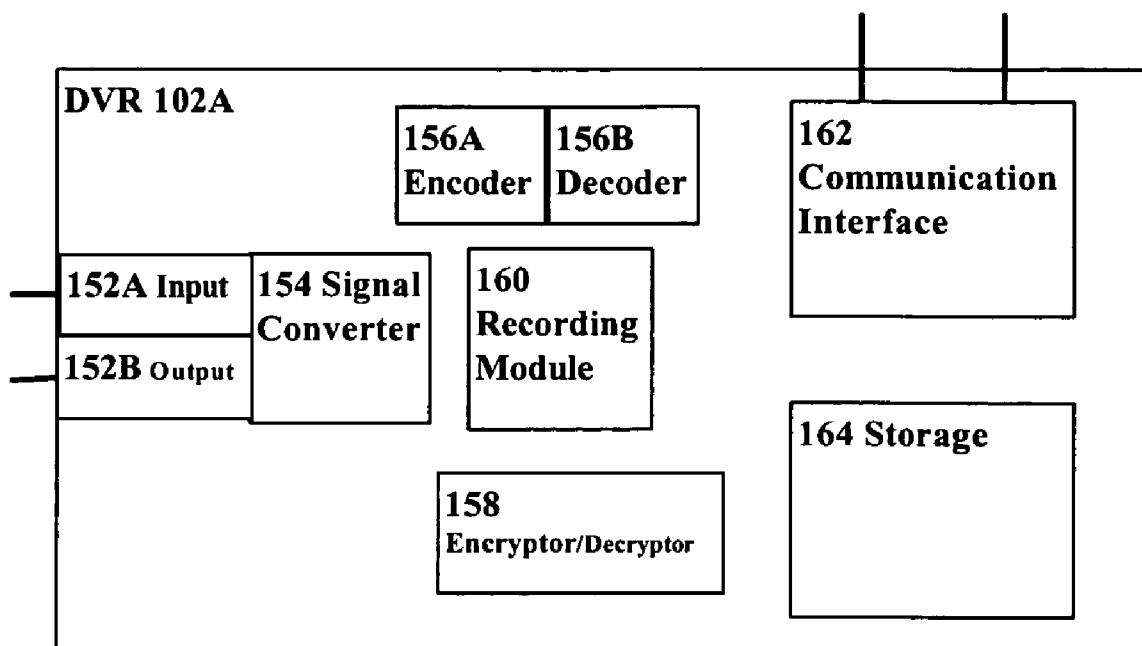 DVR 102A
156A
Encoder
156B
Decoder
162
Communication
Interface
152A Input
152B Output
154 Signal
Converter
160
Recording
Module
164 Storage
158
Encryptor/Decryptor